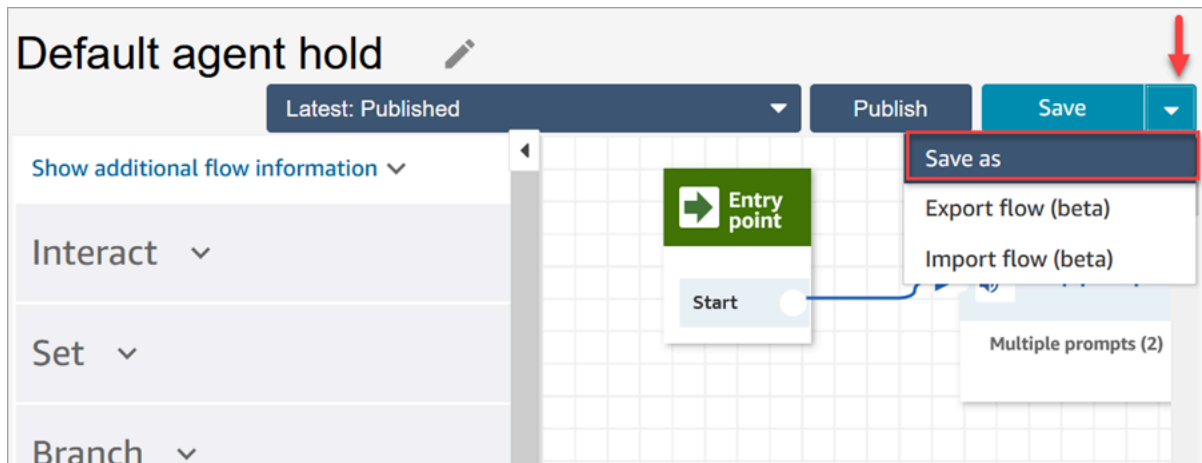 Default agent hold
Latest: Published
Publish
Save
Show additional flow information
Save as
Export flow (beta)
Import flow (beta)
Interact
Entry
point
Start
Set
Multiple prompts (2)
Branch